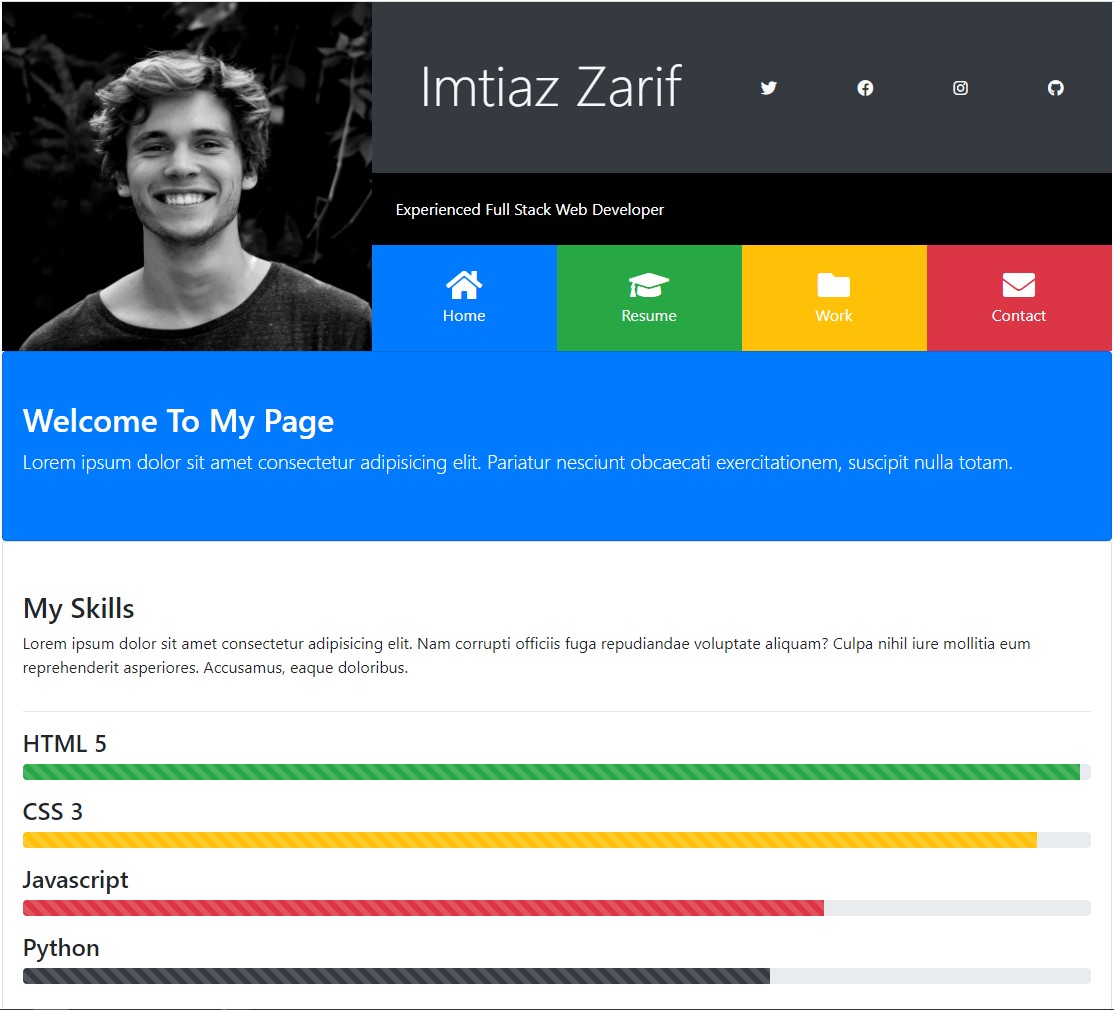 Imtiaz Zarif
Experienced Full Stack Web Developer
Home
Resume
Work
Contact
Welcome To My Page
Lorem ipsum dolor sit amet consectetur adipisicing elit. Pariatur nesciunt obcaecati exercitationem, suscipit nulla totam.
My Skills
Lorem ipsum dolor sit amet consectetur adipisicing elit. Nam corrupti officiis fuga repudiandae voluptate aliquam? Culpa nihil iure mollitia eum
reprehenderit asperiores. Accusamus, eaque doloribus.
HTML 5
CSS 3
Javascript
Python